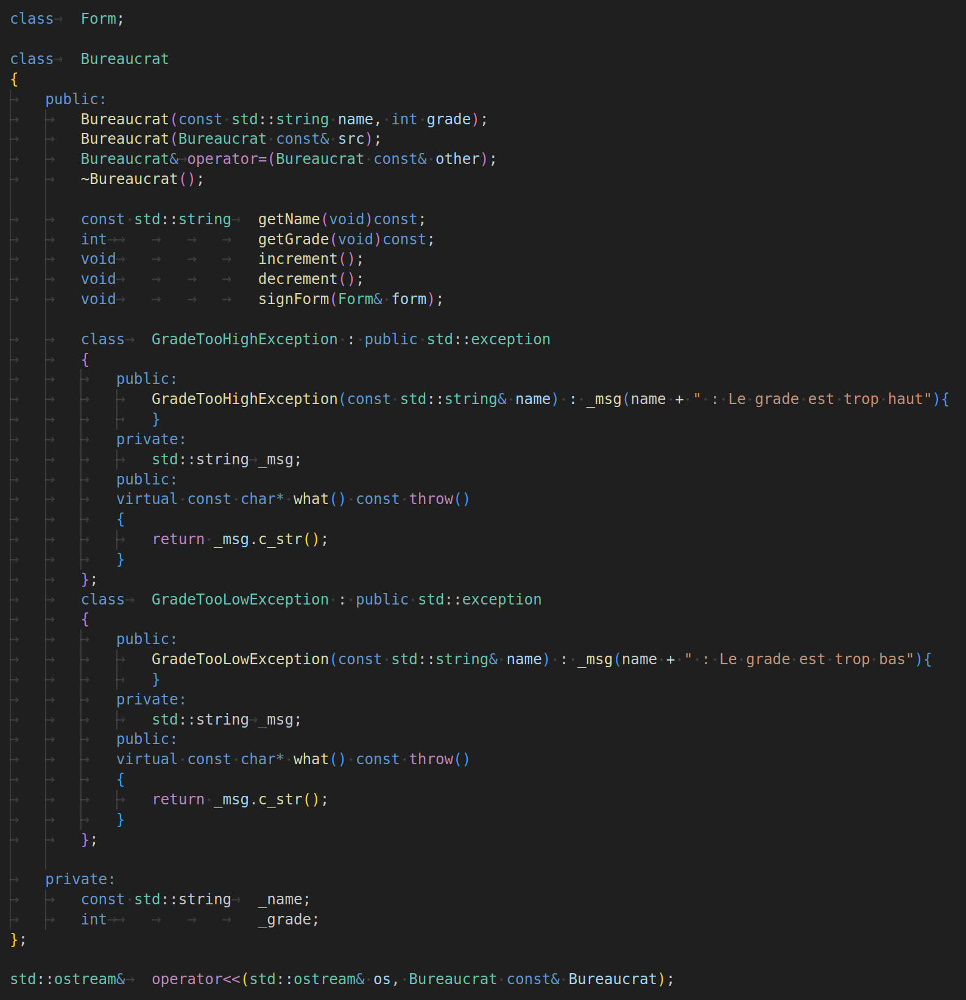 class Form;
class Bureaucrat
{
public:
Bureaucrat(const std::string name, int grade);
Bureaucrat(Bureaucrat const& src);
Bureaucrat& operator=(Bureaucrat const& other);
~Bureaucrat();
const std::string getName(void)const;
int getGrade(void)const;
void increment();
void decrement();
void signForm(Form& form);
class GradeTooHighException : public std::exception
{
public:
GradeTooHighException(const std::string& name) : _msg(name + " : Le grade est trop haut"){
}
private:
std::string _msg;
public:
virtual const char* what() const throw()
{
return _msg.c_str();
}
};
class GradeTooLowException : public std::exception
{
public:
GradeTooLowException(const std::string& name) : _msg(name + " : Le grade est trop bas"){
}
private:
std::string _msg;
public:
virtual const char* what() const throw()
{
return _msg.c_str();
}
};
private:
const std::string _name;
int _grade;
};
std::ostream& operator<<(std::ostream& os, Bureaucrat const& Bureaucrat);